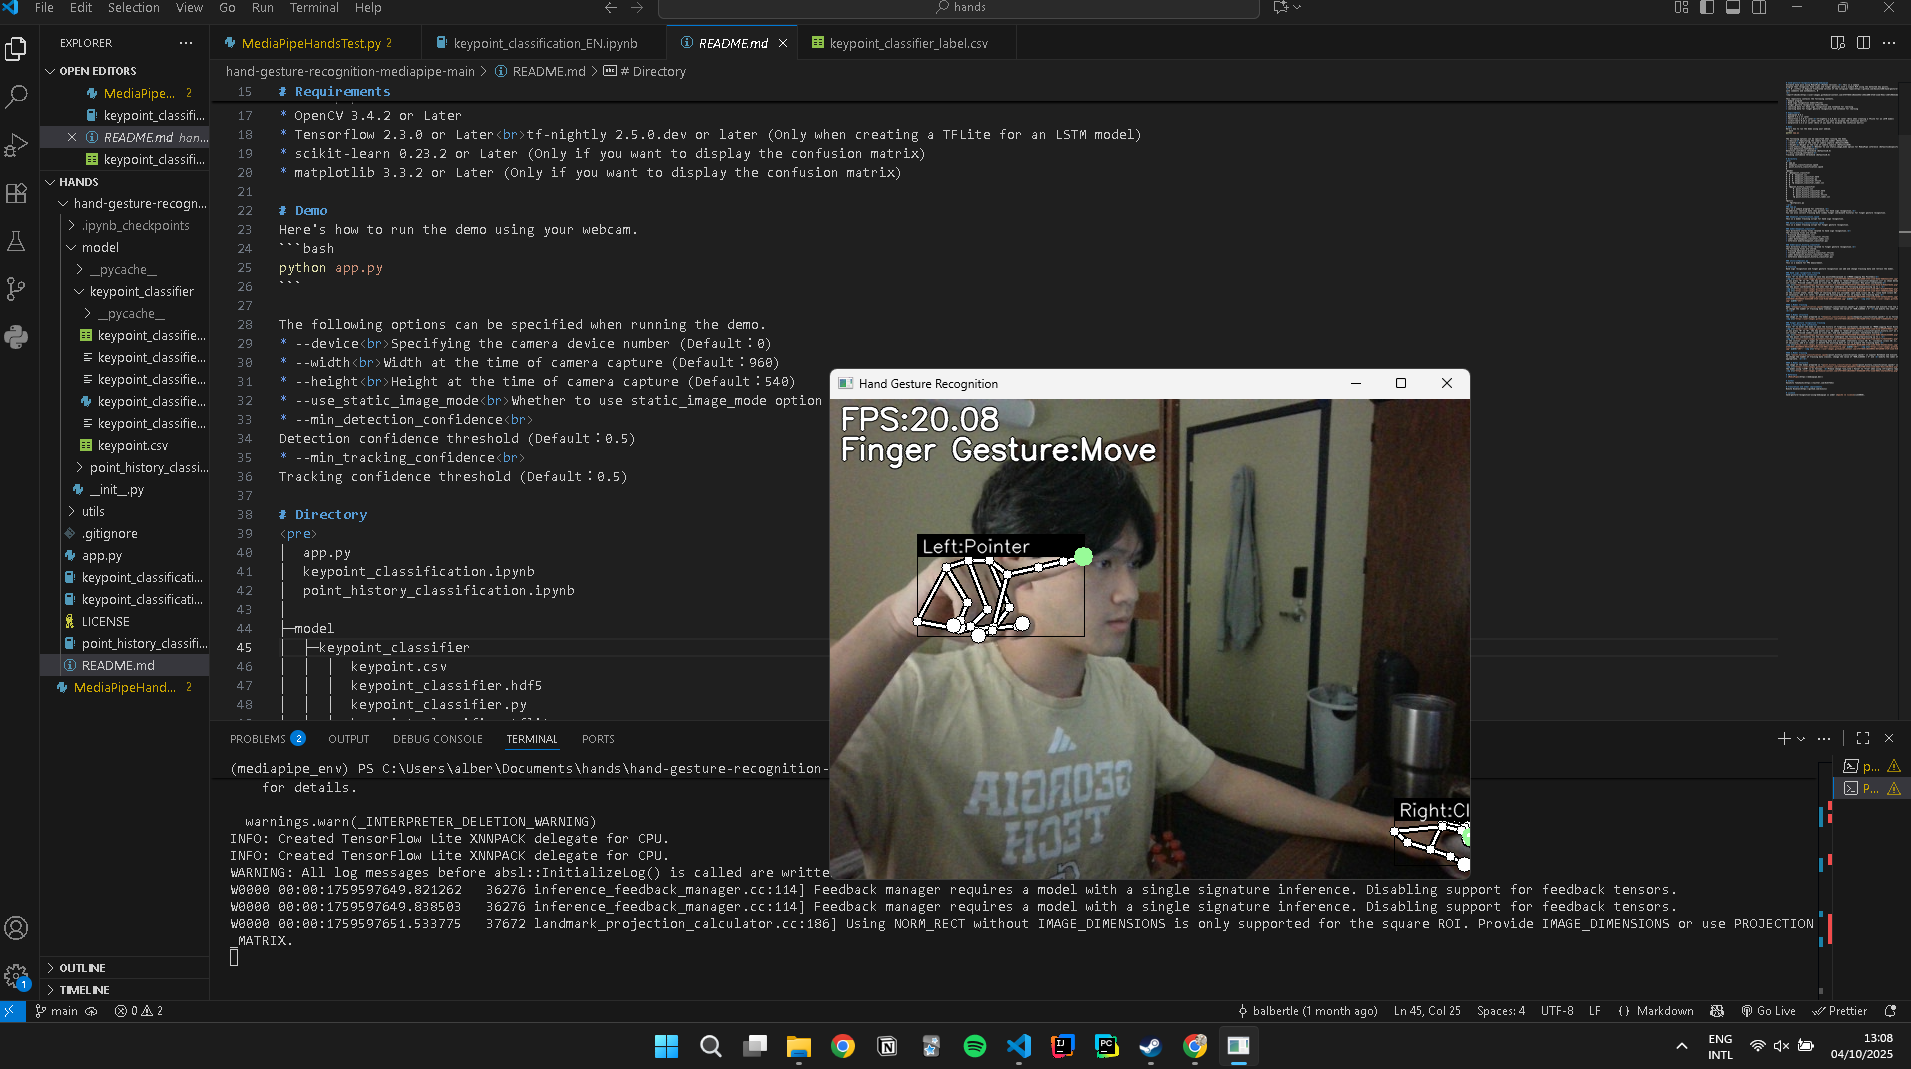 File Edit Selection View Go Run Terminal Help
hands
EXPLORER
OPEN EDITORS
MediaPipe... 2
keypoint_classifi...
README.md han...
keypoint_classifi...
HANDS
hand-gesture-recogn...
.ipynb_checkpoints
model
__pycache__
keypoint_classifier
__pycache__
keypoint_classifie...
keypoint_classifie...
keypoint_classifie...
keypoint_classifie...
keypoint_classifie...
keypoint.csv
point_history_classi...
__init__.py
utils
.gitignore
app.py
keypoint_classificati...
keypoint_classificati...
LICENSE
point_history_classifi...
README.md
MediaPipeHand... 2
OUTLINE
TIMELINE
MediaPipeHandsTest.py 2
keypoint_classification_EN.ipynb
README.md
keypoint_classifier_label.csv
hand-gesture-recognition-mediapipe-main > README.md > # Directory
15 # Requirements
17 * OpenCV 3.4.2 or Later
18 * Tensorflow 2.3.0 or Later<br>tf-nightly 2.5.0.dev or later (Only when creating a TFLite for an LSTM model)
19 * scikit-learn 0.23.2 or Later (Only if you want to display the confusion matrix)
20 * matplotlib 3.3.2 or Later (Only if you want to display the confusion matrix)
21
22 # Demo
23 Here's how to run the demo using your webcam.
24 ```bash
25 python app.py
26 ```
27
28 The following options can be specified when running the demo.
29 * --device<br>Specifying the camera device number (Default：0)
30 * --width<br>Width at the time of camera capture (Default：960)
31 * --height<br>Height at the time of camera capture (Default：540)
32 * --use_static_image_mode<br>Whether to use static_image_mode option
33 * --min_detection_confidence<br>
34 Detection confidence threshold (Default：0.5)
35 * --min_tracking_confidence<br>
36 Tracking confidence threshold (Default：0.5)
37
38 # Directory
39 <pre>
40 │  app.py
41 │  keypoint_classification.ipynb
42 │  point_history_classification.ipynb
43 │
44 ├─model
45 │  ├─keypoint_classifier
46 │  │  │  keypoint.csv
47 │  │  │  keypoint_classifier.hdf5
48 │  │  │  keypoint_classifier.py
Hand Gesture Recognition
FPS:20.08
Finger Gesture:Move
Left:Pointer
GEORGIA
TECH
Right:Cl
PROBLEMS 2 OUTPUT DEBUG CONSOLE TERMINAL PORTS
p...
P...
(mediapipe_env) PS C:\Users\alber\Documents\hands\hand-gesture-recognition-
for details.
warnings.warn(_INTERPRETER_DELETION_WARNING)
INFO: Created TensorFlow Lite XNNPACK delegate for CPU.
INFO: Created TensorFlow Lite XNNPACK delegate for CPU.
WARNING: All log messages before absl::InitializeLog() is called are writte
W0000 00:00:1759597649.821262 36276 inference_feedback_manager.cc:114] Feedback manager requires a model with a single signature inference. Disabling support for feedback tensors.
W0000 00:00:1759597649.838503 36276 inference_feedback_manager.cc:114] Feedback manager requires a model with a single signature inference. Disabling support for feedback tensors.
W0000 00:00:1759597651.533775 37672 landmark_projection_calculator.cc:186] Using NORM_RECT without IMAGE_DIMENSIONS is only supported for the square ROI. Provide IMAGE_DIMENSIONS or use PROJECTION
_MATRIX.
1
main 0 2
balbertle (1 month ago) Ln 45, Col 25 Spaces: 4 UTF-8 LF {} Markdown Go Live Prettier
ENG
INTL
13:08
04/10/2025